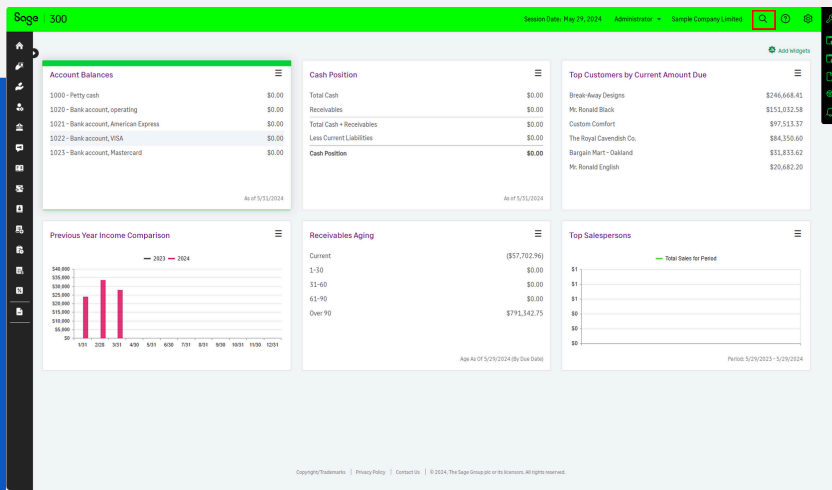 Sage 300
Session Date: May 29, 2024 Administrator Sample Company Limited
Add Widgets
Account Balances
1000 - Petty cash $0.00
1020 - Bank account, operating $0.00
1021 - Bank account, American Express $0.00
1022 - Bank account, VISA $0.00
1023 - Bank account, Mastercard $0.00
As of 5/31/2024
Cash Position
Total Cash $0.00
Receivables $0.00
Total Cash + Receivables $0.00
Less Current Liabilities $0.00
Cash Position $0.00
As of 5/31/2024
Top Customers by Current Amount Due
Break-Away Designs $246,668.41
Mr. Ronald Black $151,032.58
Custom Comfort $97,513.37
The Royal Cavendish Co. $84,350.60
Bargain Mart - Oakland $31,833.62
Mr. Ronald English $20,682.20
Previous Year Income Comparison
2023 2024
$40,000
$35,000
$30,000
$25,000
$20,000
$15,000
$10,000
$5,000
$0
1/31 2/28 3/31 4/30 5/31 6/30 7/31 8/31 9/30 10/31 11/30 12/31
Receivables Aging
Current ($57,702.96)
1-30 $0.00
31-60 $0.00
61-90 $0.00
Over 90 $791,342.75
Age As Of 5/29/2024 (By Due Date)
Top Salespersons
Total Sales for Period
$1
$1
$1
$0
$0
$0
Period: 5/29/2023 - 5/29/2024
Copyright/Trademarks | Privacy Policy | Contact Us | © 2024, The Sage Group plc or its licensors. All rights reserved.